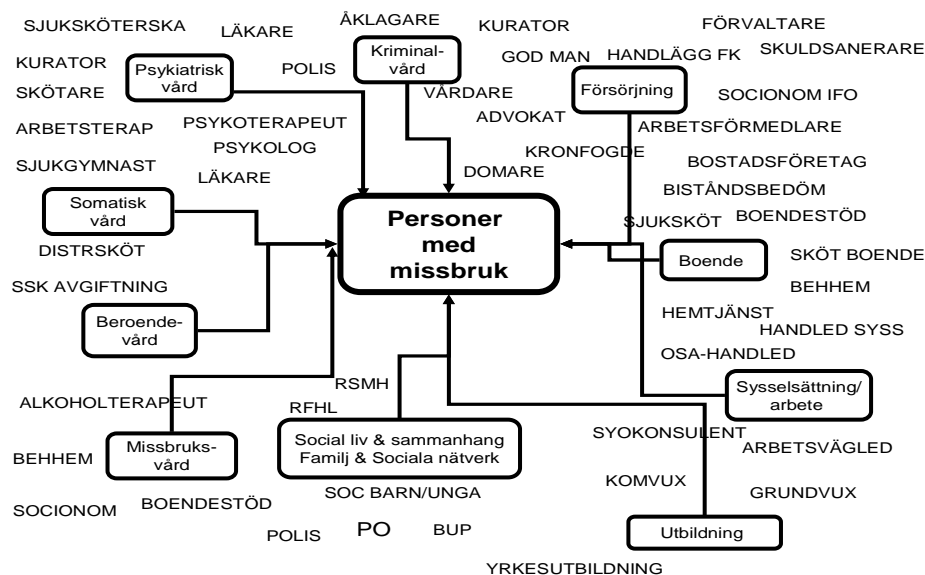 SJUKSKÖTERSKA
LÄKARE
ÅKLAGARE
KURATOR
FÖRVALTARE
KURATOR
Psykiatrisk
vård
POLIS
Kriminal-
vård
GOD MAN
HANDLÄGG FK
SKULDSANERARE
SKÖTARE
VÅRDARE
Försörjning
SOCIONOM IFO
ARBETSTERAP
PSYKOTERAPEUT
ADVOKAT
ARBETSFÖRMEDLARE
PSYKOLOG
KRONFOGDE
SJUKGYMNAST
LÄKARE
DOMARE
BOSTADSFÖRETAG
BISTÅNDSBEDÖM
Somatisk
vård
Personer
med
missbruk
SJUKSKÖT
BOENDESTÖD
DISTRSKÖT
Boende
SKÖT BOENDE
SSK AVGIFTNING
BEHHEM
Beroende-
vård
HEMTJÄNST
HANDLED SYSS
OSA-HANDLED
RSMH
Sysselsättning/
arbete
ALKOHOLTERAPEUT
RFHL
Missbruks-
vård
Social liv & sammanhang
Familj & Sociala nätverk
SYOKONSULENT
ARBETSVÄGLED
BEHHEM
KOMVUX
SOC BARN/UNGA
GRUNDVUX
SOCIONOM
BOENDESTÖD
POLIS
PO
BUP
Utbildning
YRKESUTBILDNING